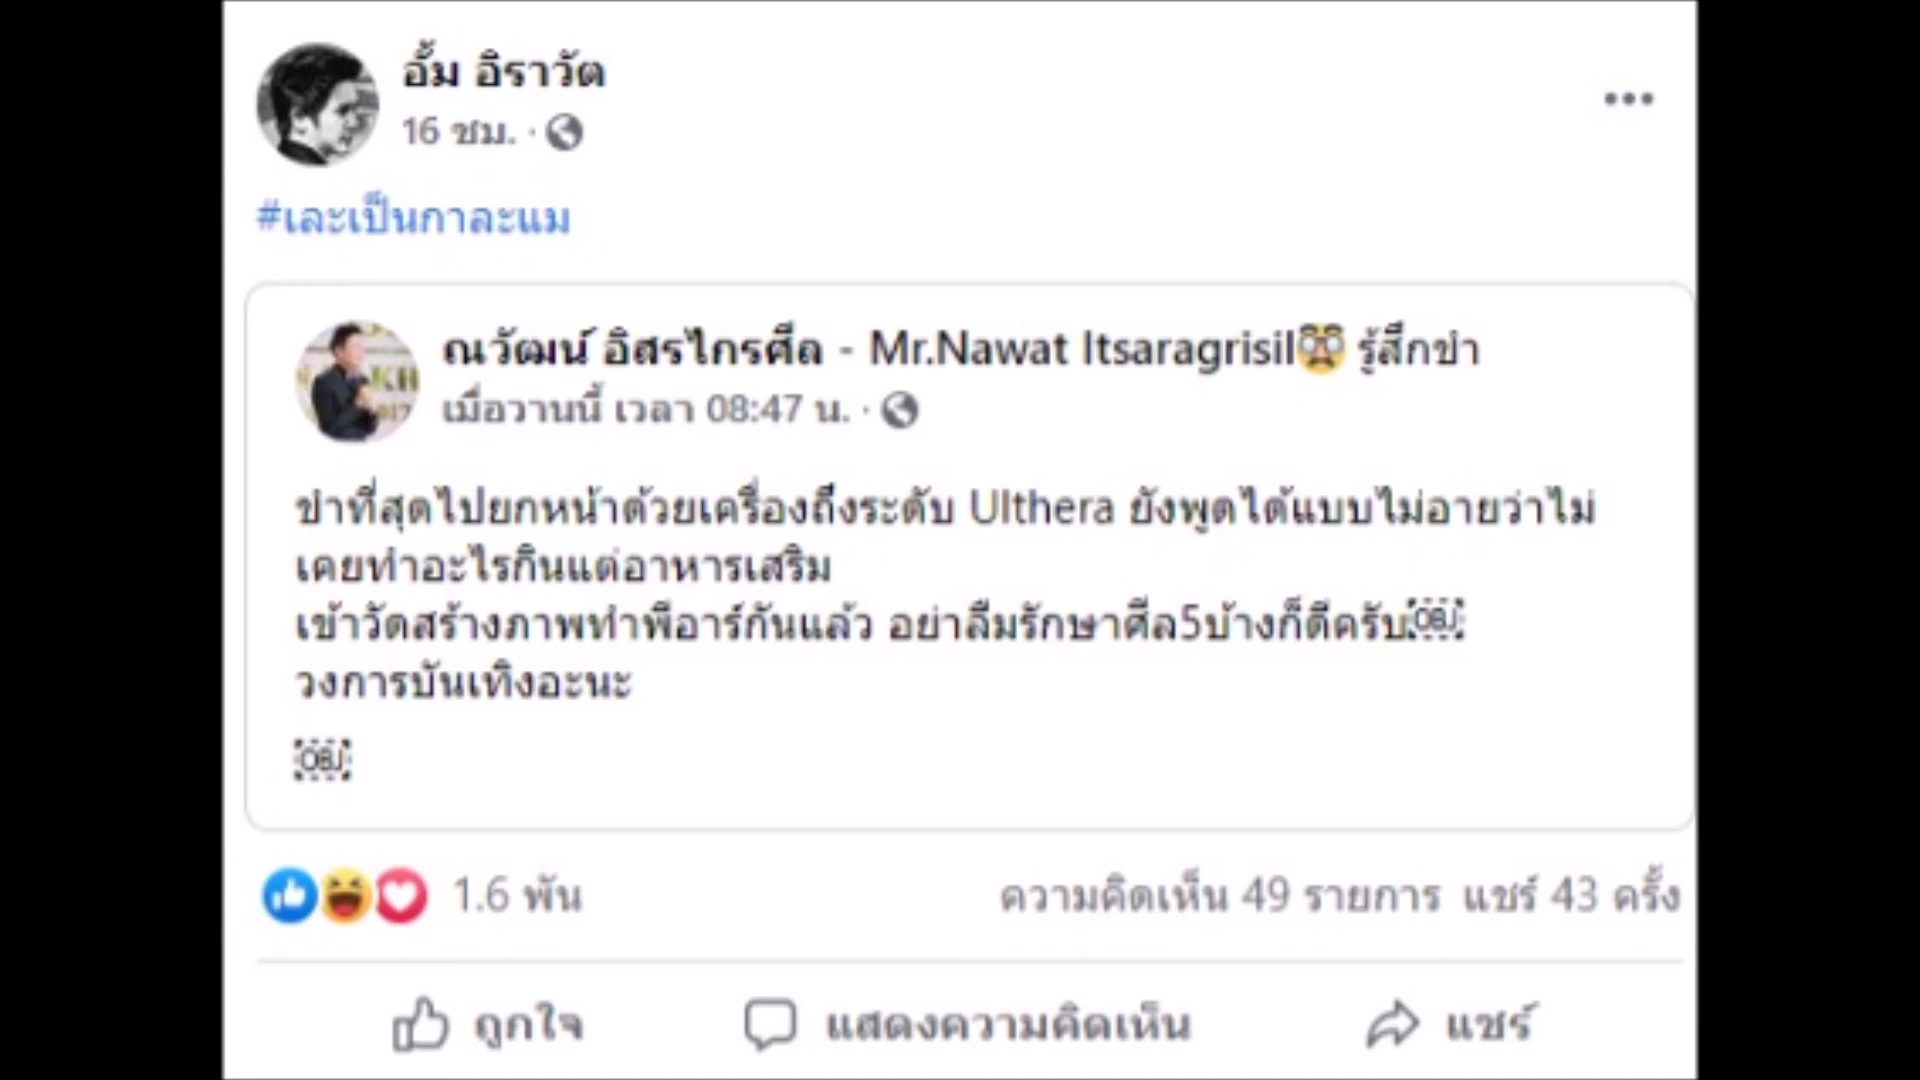 อั้ม อิราวัต
16 ชม. ·
#เละเป็นกาละแม
ณวัฒน์ อิสรไกรศีล - Mr.Nawat Itsaragrisil🥸 รู้สึกขำ
เมื่อวานนี้ เวลา 08:47 น. ·
ขำที่สุดไปยกหน้าด้วยเครื่องถึงระดับ Ulthera ยังพูดได้แบบไม่อายว่าไม่
เคยทำอะไรกินแต่อาหารเสริม
เข้าวัดสร้างภาพทำพีอาร์กันแล้ว อย่าลืมรักษาศีล5บ้างก็ดีครับ OBJ
วงการบันเทิงอะนะ
OBJ
1.6 พัน ความคิดเห็น 49 รายการ แชร์ 43 ครั้ง
ถูกใจ แสดงความคิดเห็น แชร์